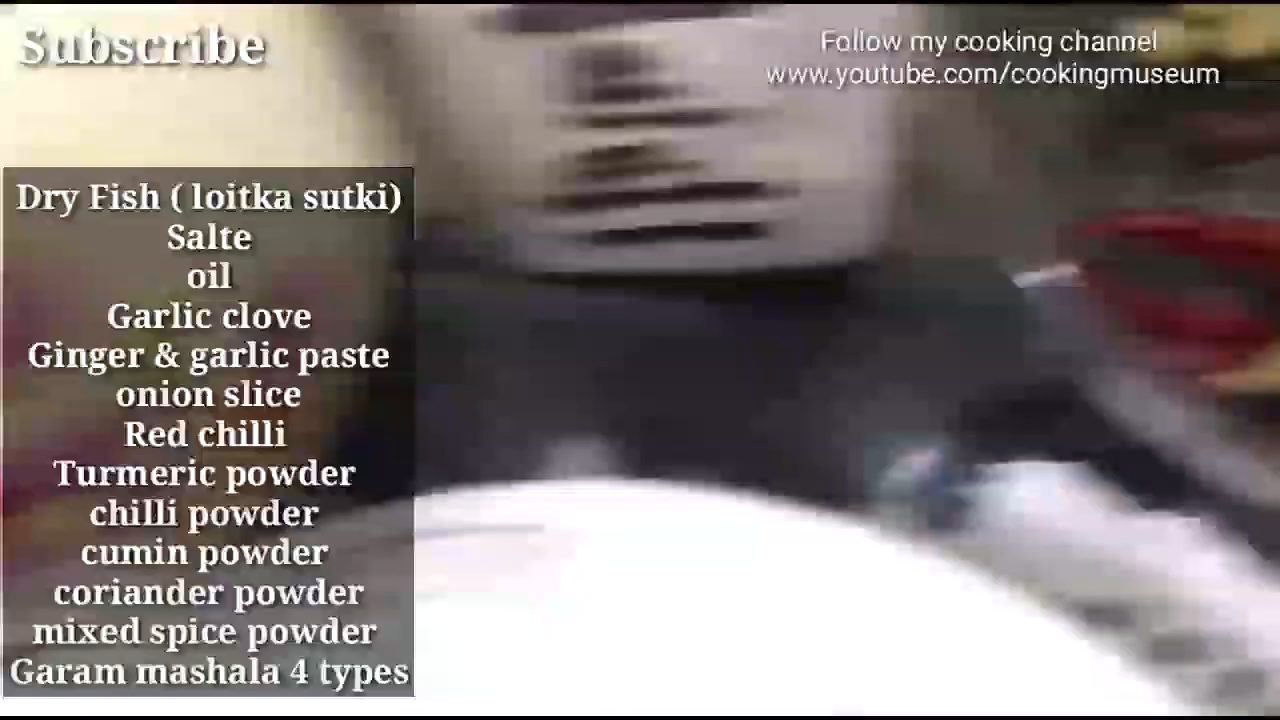 Subscribe
Follow my cooking channel
www.youtube.com/cookingmuseum
Dry Fish ( loitka sutki)
Salte
oil
Garlic clove
Ginger & garlic paste
onion slice
Red chilli
Turmeric powder
chilli powder
cumin powder
coriander powder
mixed spice powder
Garam mashala 4 types